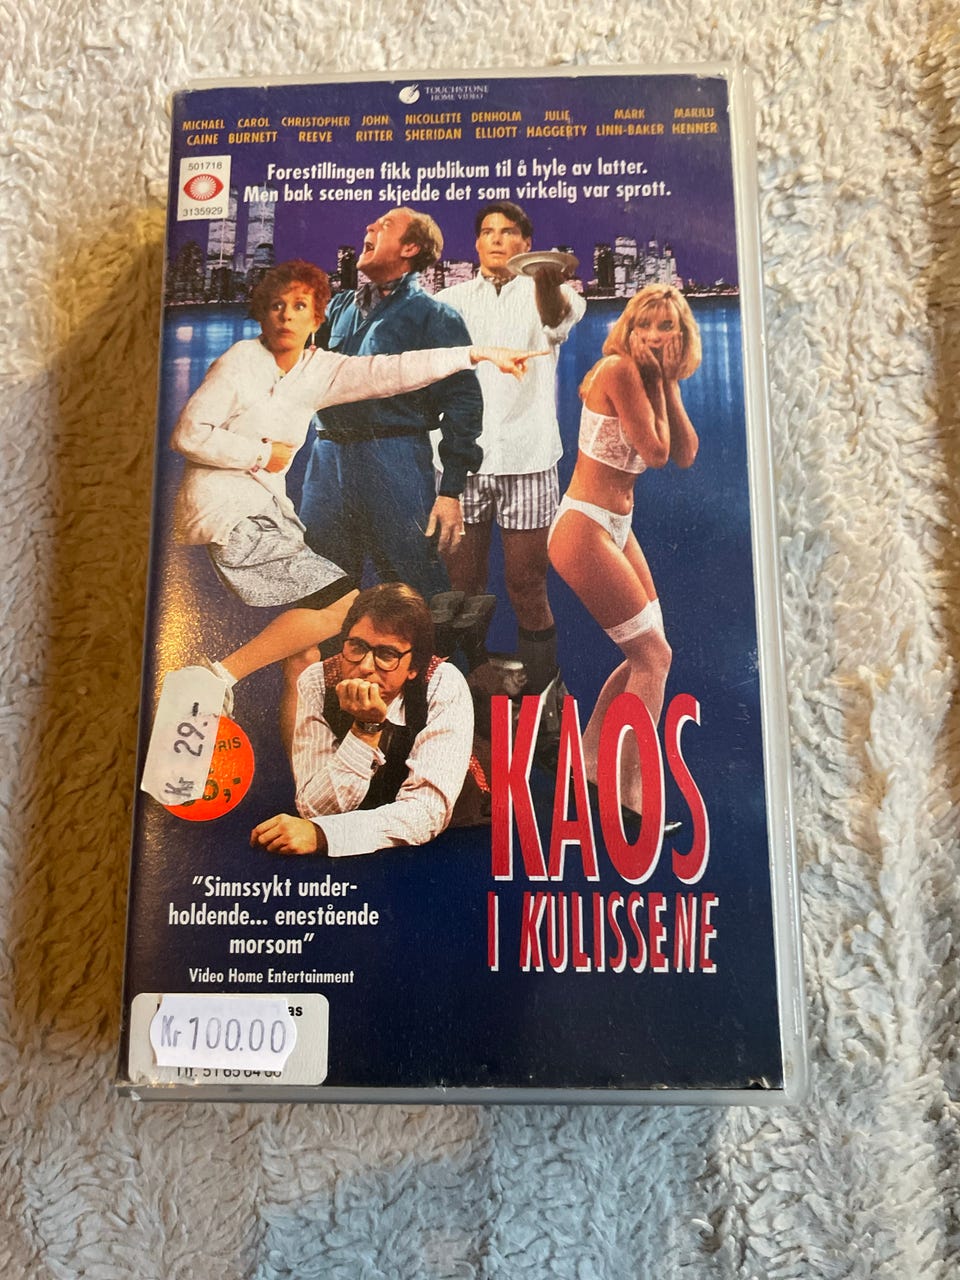 TOUCHSTONE
HOME VIDEO
MICHAEL CAINE
CAROL BURNETT
CHRISTOPHER REEVE
JOHN RITTER
NICOLLETTE SHERIDAN
DENHOLM ELLIOTT
JULIE HAGGERTY
MARK LINN-BAKER
MARILU HENNER
Forestillingen fikk publikum til å hyle av latter.
Men bak scenen skjedde det som virkelig var sprøtt.
501718
3135929
Kr 29.-
KAOS
I KULISSENE
"Sinnssykt under-
holdende... enestående
morsom"
Video Home Entertainment
as
Kr 100.00